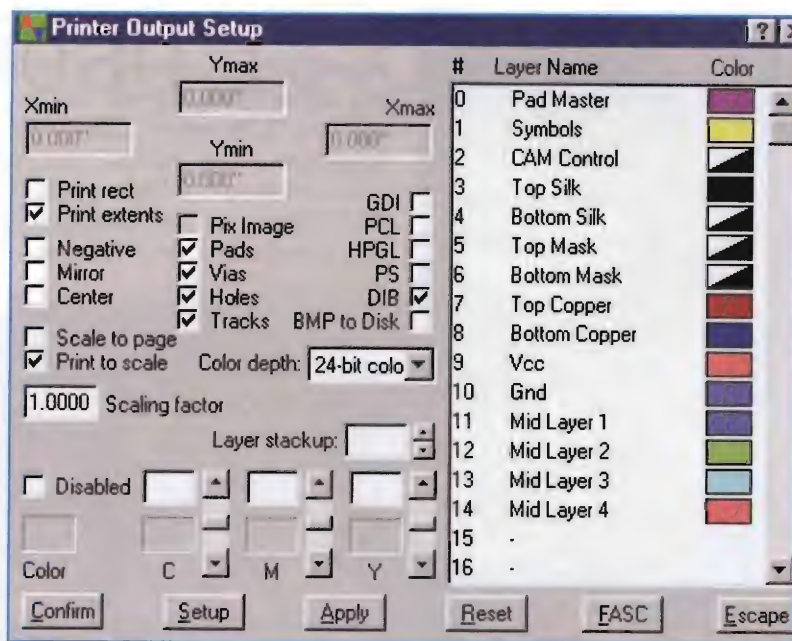 Printer Output Setup
Ymax
0.000"
Xmin
Xmax
0.000"
0.000"
Ymin
0.000"
Print rect
Print extents
Negative
Mirror
Center
Scale to page
Print to scale
Pix Image
Pads
Vias
Holes
Tracks
GDI
PCL
HPGL
PS
DIB
BMP to Disk
Color depth: 24-bit colo
1.0000 Scaling factor
Layer stackup:
Disabled
Color C M Y
# Layer Name Color
0 Pad Master
1 Symbols
2 CAM Control
3 Top Silk
4 Bottom Silk
5 Top Mask
6 Bottom Mask
7 Top Copper
8 Bottom Copper
9 Vcc
10 Gnd
11 Mid Layer 1
12 Mid Layer 2
13 Mid Layer 3
14 Mid Layer 4
15 -
16 -
Confirm Setup Apply Reset FASC Escape